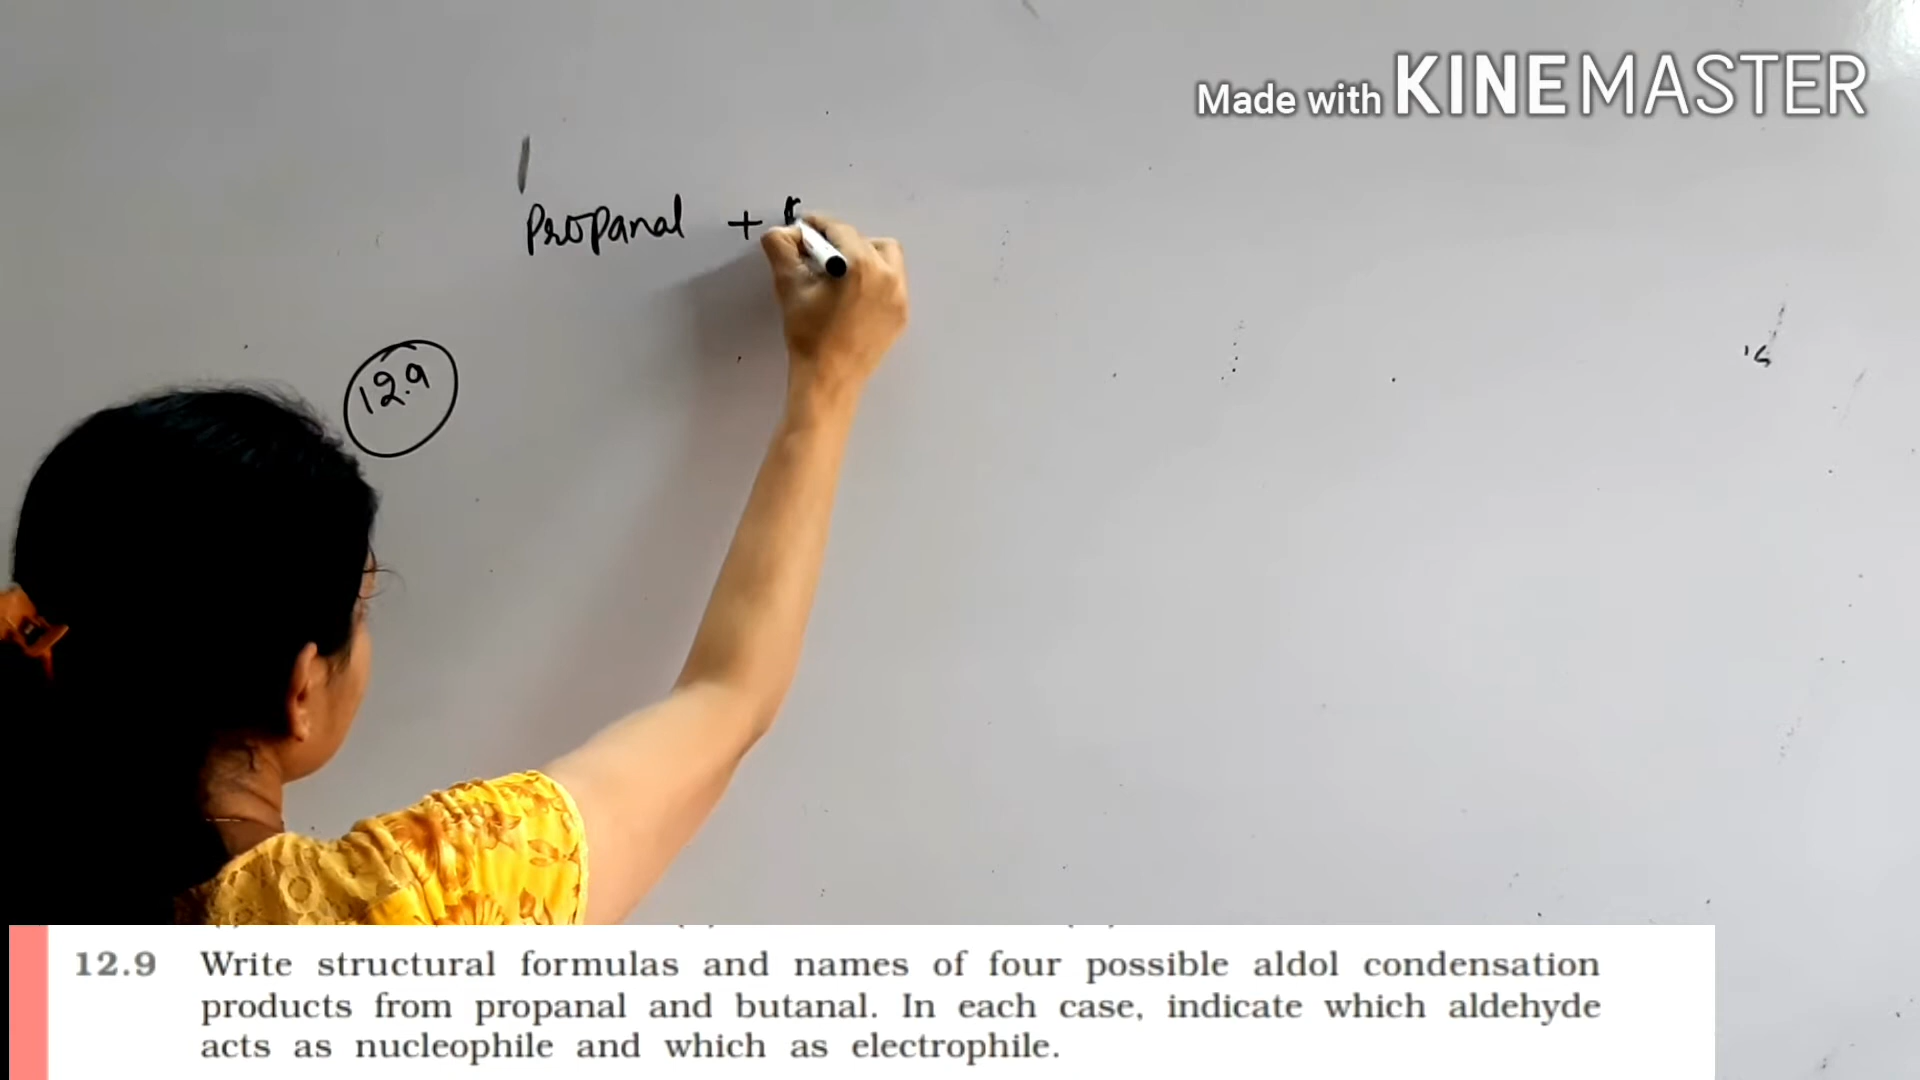 Made with KINEMASTER
Propanal +
12.9
12.9 Write structural formulas and names of four possible aldol condensation
products from propanal and butanal. In each case, indicate which aldehyde
acts as nucleophile and which as electrophile.